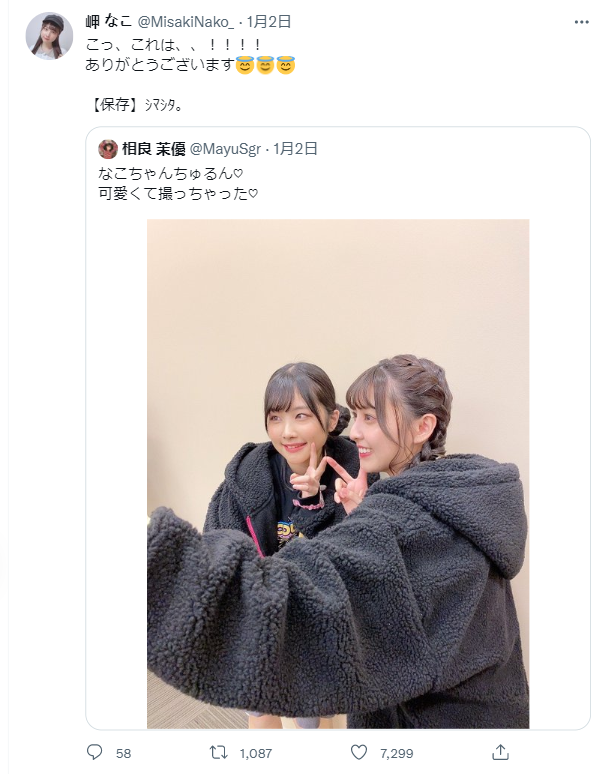 岬 なこ @MisakiNako_ · 1月2日
こっ、これは、、！！！！
ありがとうございます😇😇😇
【保存】ｼﾏｼﾀ。
相良 茉優 @MayuSgr · 1月2日
なこちゃんちゅるん♡
可愛くて撮っちゃった♡
58 1,087 7,299